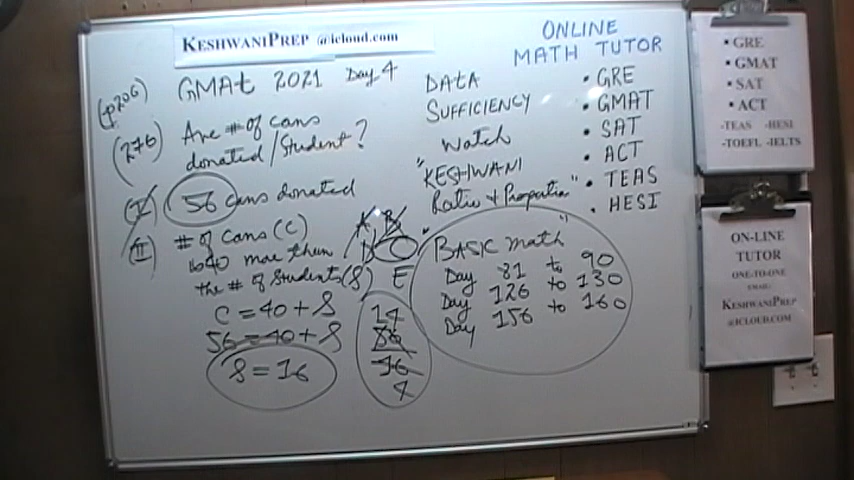 KESHWANIPREP @icloud.com
GMAt 2021 Day 4
(p206)
(276) Ave # of cans
donated/Student?
(I) 56 cans donated
(II) # of Cans (C)
is 40 more than
the # of Students (S)
C = 40 + S
56 = 40 + S
S = 16
A B
D C
E
14
56
16
4
DATA
SUFFICIENCY
Watch
"KESHWANI
Ratio & Proportion"
"BASIC math"
Day 81 to 90
Day 126 to 130
Day 156 to 160
ONLINE
MATH TUTOR
• GRE
• GMAT
• SAT
• ACT
• TEAS
• HESI
▪ GRE
▪ GMAT
▪ SAT
▪ ACT
-TEAS -HESI
-TOEFL -IELTS
ON-LINE
TUTOR
ONE-TO-ONE
EMAIL:
KESHWANIPREP
@ICLOUD.COM